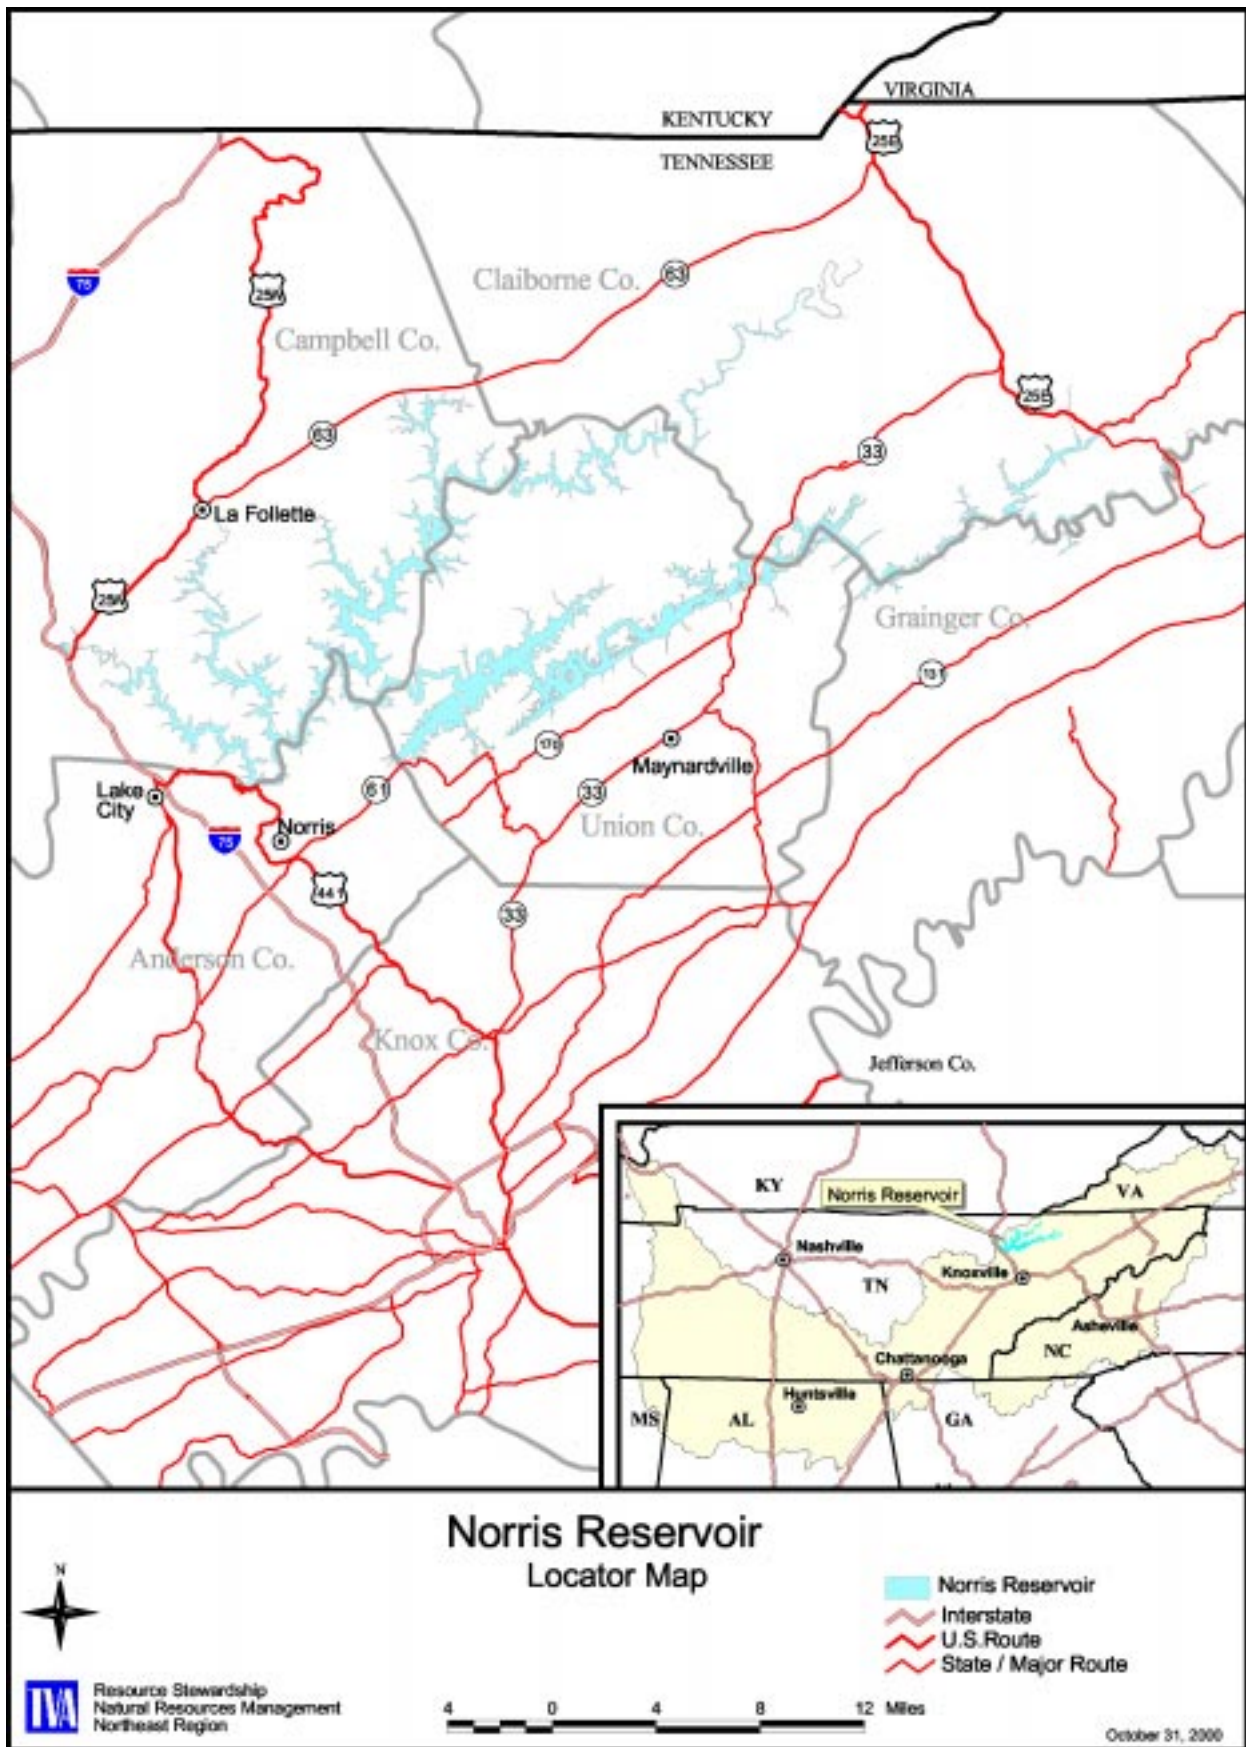 VIRGINIA
KENTUCKY
25E
TENNESSEE
63
Claiborne Co.
75
25W
Campbell Co.
25E
63
33
La Follette
25W
Grainger Co.
131
170
Maynardville
61
33
Lake
City
Norris
Union Co.
75
441
33
Anderson Co.
Knox Co.
Jefferson Co.
KY
Norris Reservoir
VA
Nashville
Knoxville
TN
Asheville
Chattanooga
NC
Huntsville
MS
AL
GA
Norris Reservoir
Locator Map
N
Norris Reservoir
Interstate
U.S.Route
State / Major Route
TVA
Resource Stewardship
Natural Resources Management
Northeast Region
4 0 4 8 12 Miles
October 31, 2000